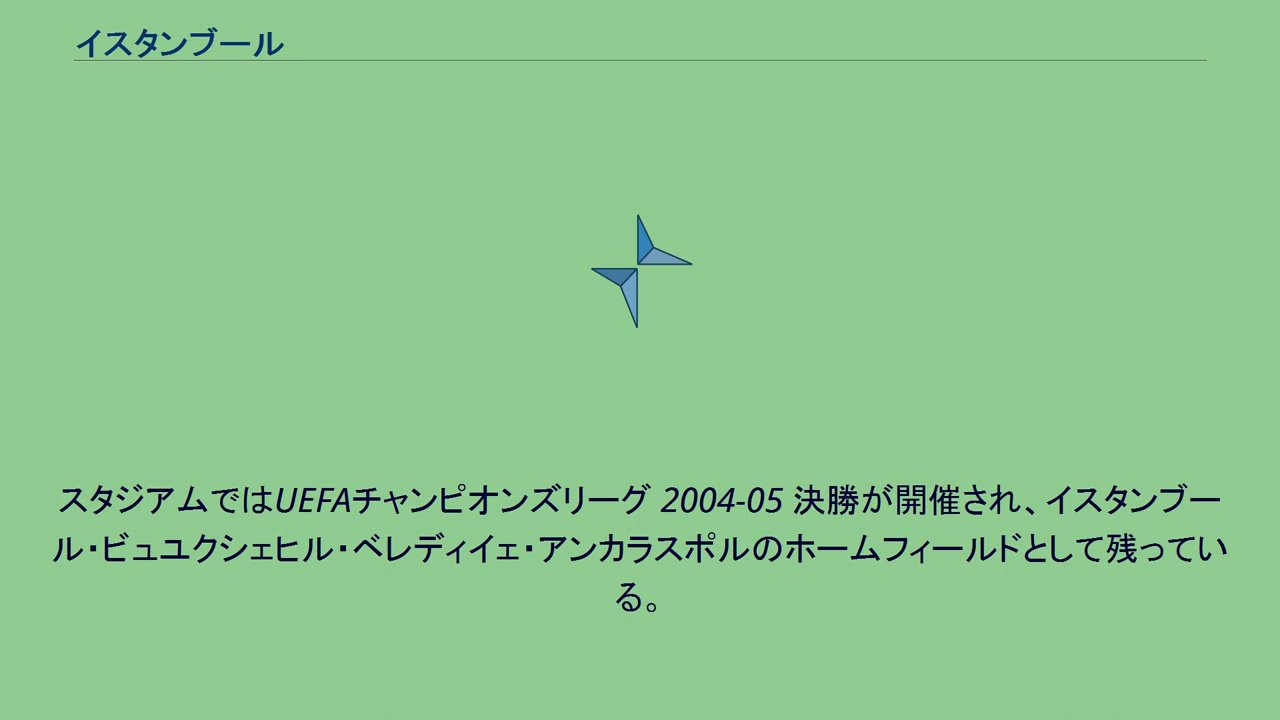 イスタンブール
スタジアムではUEFAチャンピオンズリーグ 2004-05 決勝が開催され、イスタンブー
ル・ビュユクシェヒル・ベレディイェ・アンカラスポルのホームフィールドとして残ってい
る。